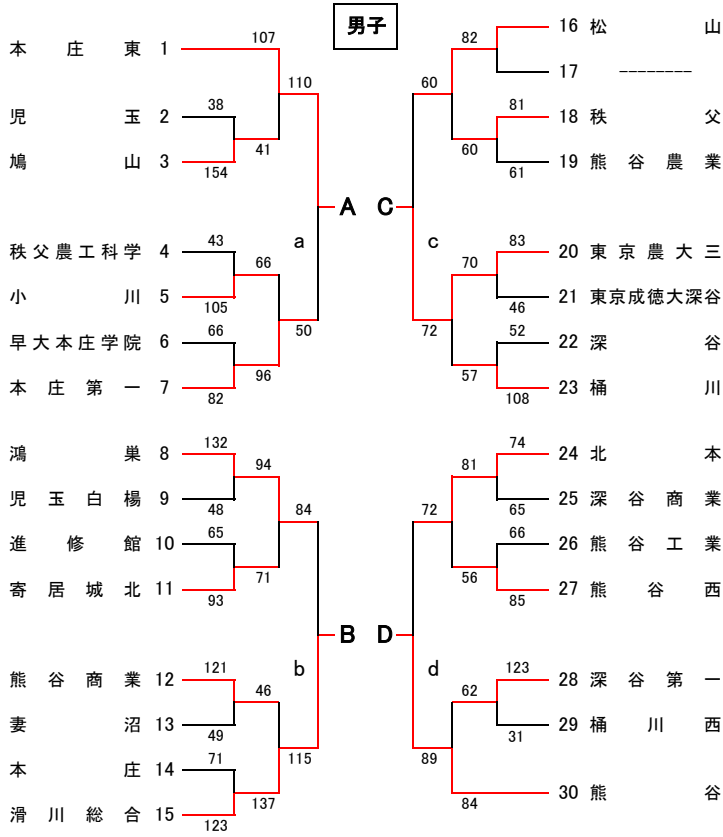 男子
本庄東 1
107
児玉 2
38
110
鳩山 3
154
41
A
a
秩父農工科学 4
43
66
小川 5
105
早大本庄学院 6
66
50
本庄第一 7
82
96
鴻巣 8
132
94
児玉白楊 9
48
84
進修館 10
65
71
寄居城北 11
93
B
b
熊谷商業 12
121
46
妻沼 13
49
本庄 14
71
115
滑川総合 15
123
137
16 松山
82
17 --------
60
18 秩父
81
60
19 熊谷農業
61
C
c
20 東京農大三
83
70
21 東京成徳大深谷
46
22 深谷
52
72
23 桶川
108
57
24 北本
74
81
25 深谷商業
65
72
26 熊谷工業
66
56
27 熊谷西
85
D
d
28 深谷第一
123
62
29 桶川西
31
89
30 熊谷
84